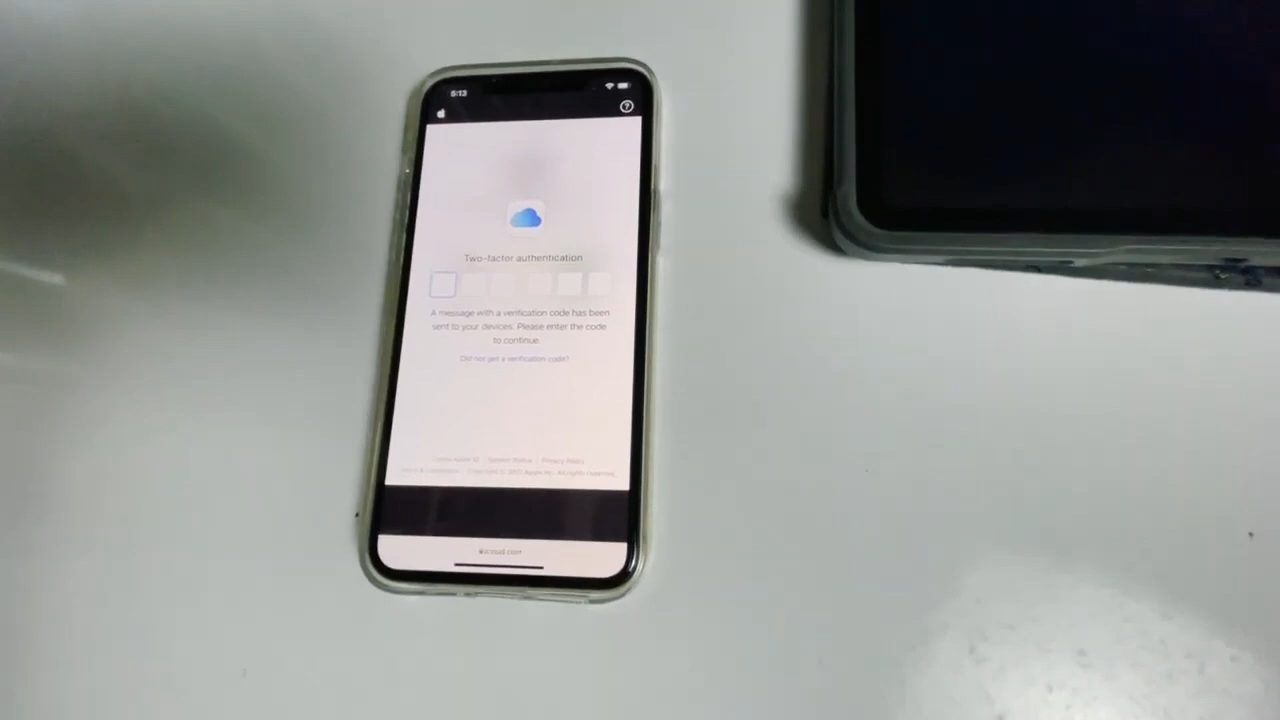 5:13
Two-factor authentication
A message with a verification code has been
sent to your devices. Please enter the code
to continue.
Did not get a verification code?
System Status | Privacy Policy
Copyright © 2021 Apple Inc. All rights reserved.
icloud.com